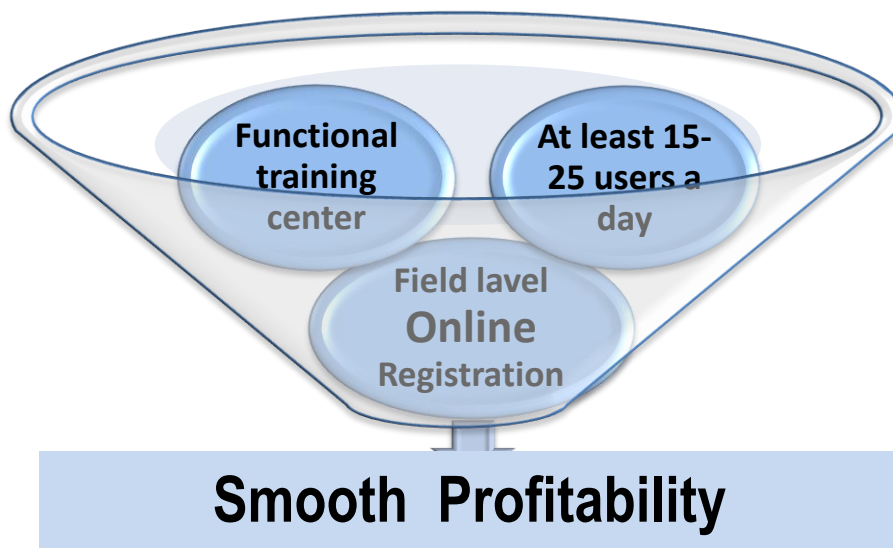 Functional
training
center
At least 15-
25 users a
day
Field lavel
Online
Registration
Smooth Profitability